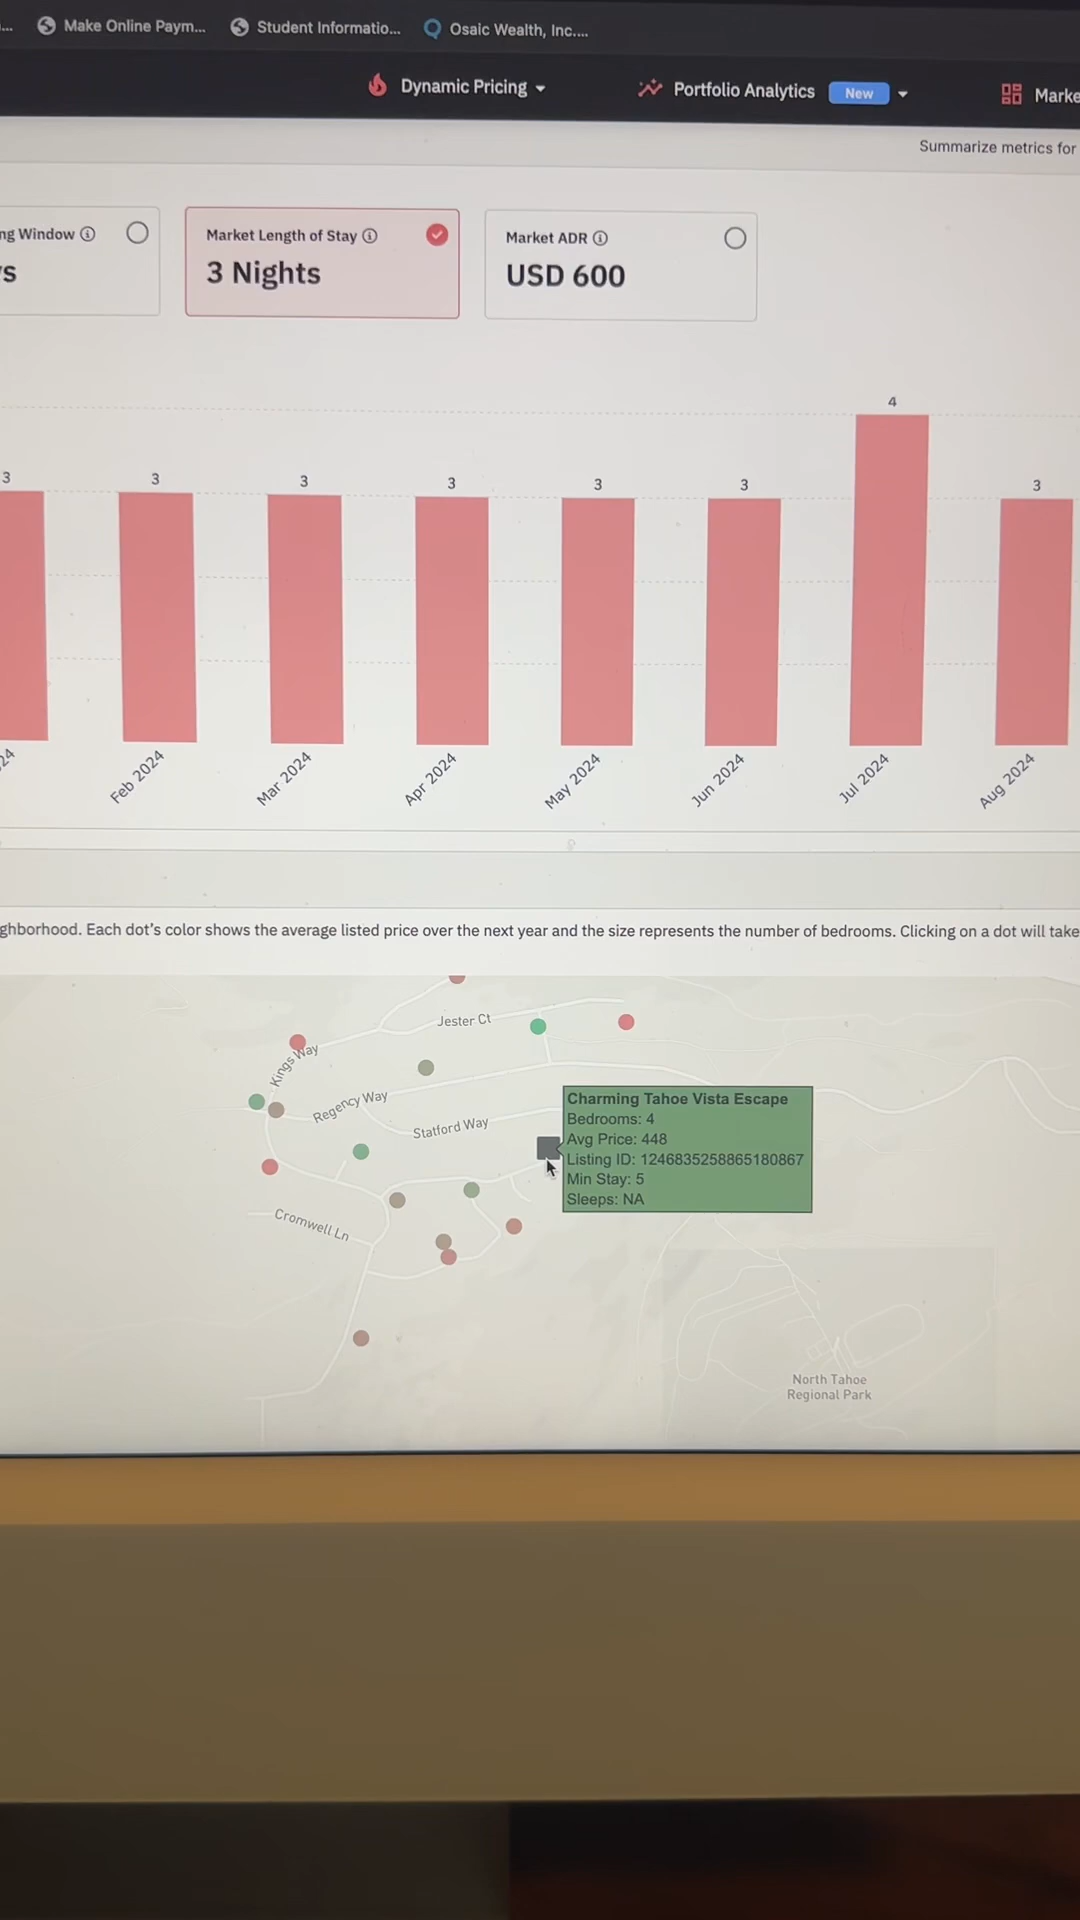 Make Online Paym...
Student Informatio...
Osaic Wealth, Inc....
Dynamic Pricing
Portfolio Analytics
New
Marke
Summarize metrics for
ng Window
Market Length of Stay
3 Nights
Market ADR
USD 600
3
3
3
3
3
3
4
3
24
Feb 2024
Mar 2024
Apr 2024
May 2024
Jun 2024
Jul 2024
Aug 2024
ghborhood. Each dot's color shows the average listed price over the next year and the size represents the number of bedrooms. Clicking on a dot will take
Jester Ct
Kings Way
Regency Way
Statford Way
Cromwell Ln
Charming Tahoe Vista Escape
Bedrooms: 4
Avg Price: 448
Listing ID: 1246835258865180867
Min Stay: 5
Sleeps: NA
North Tahoe
Regional Park